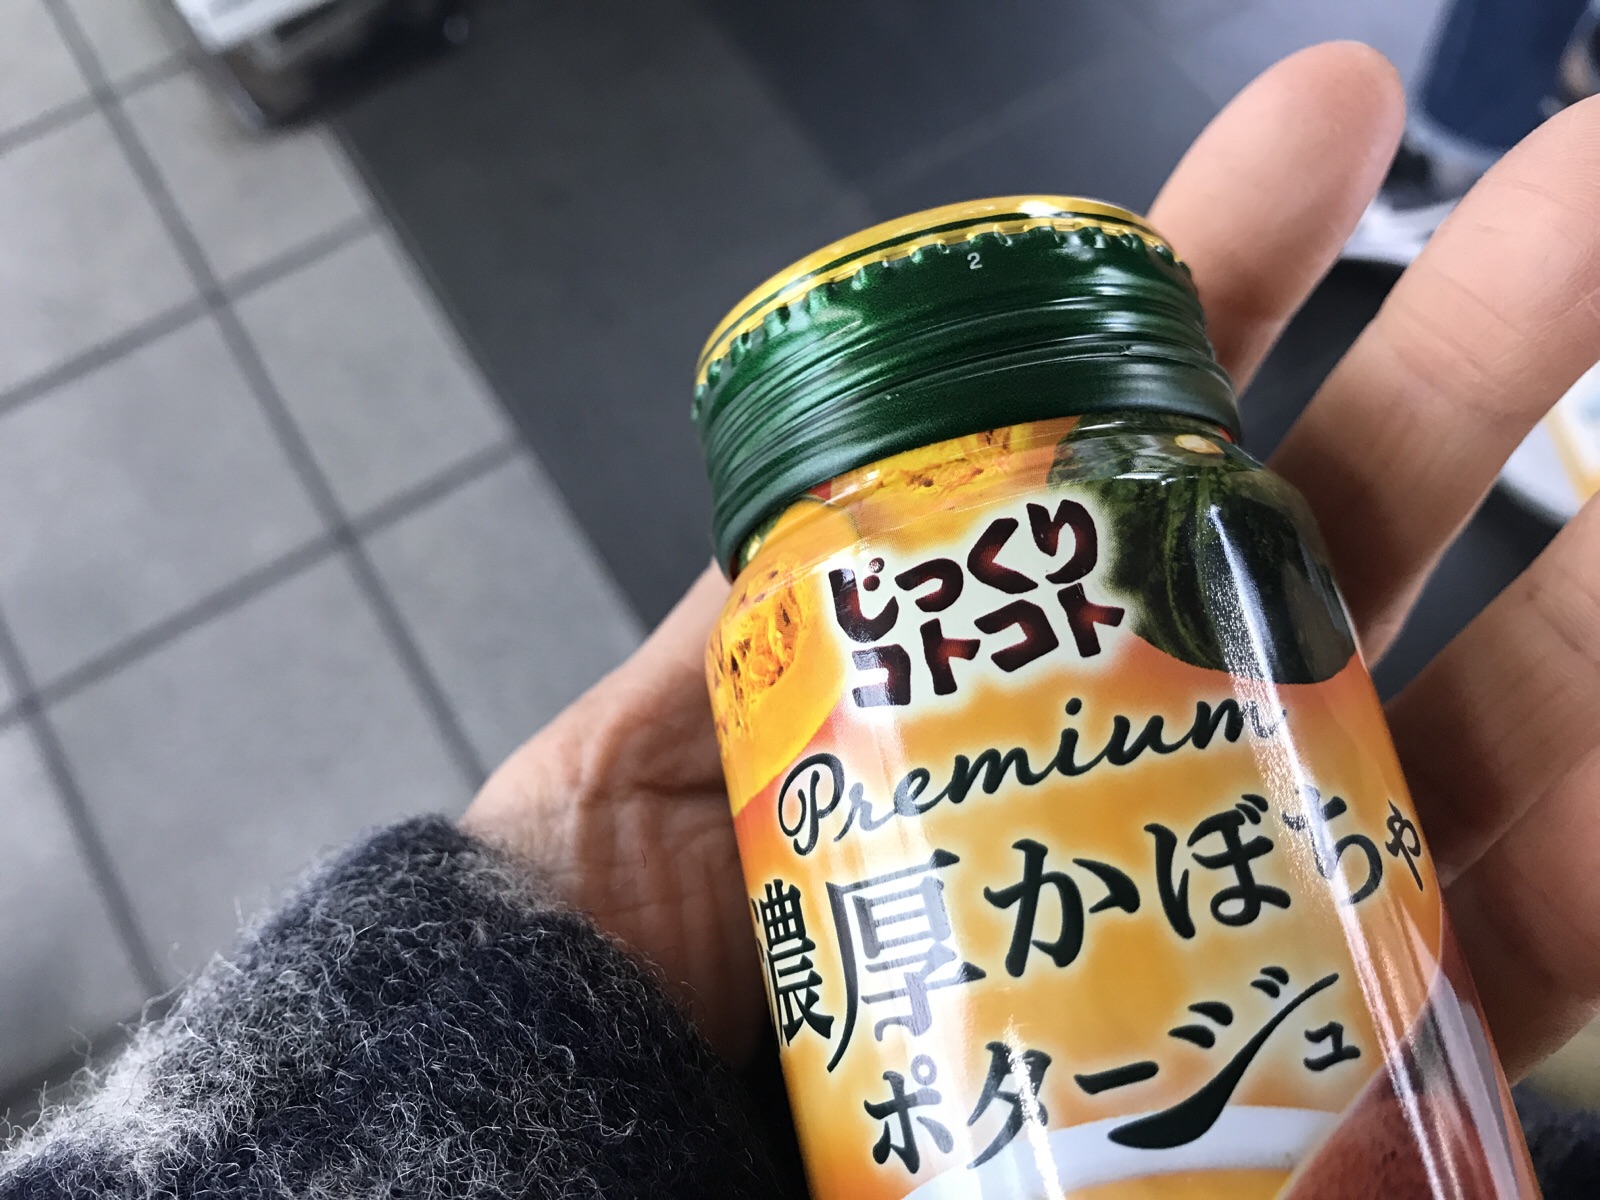 2
じっくり
コトコト
Premium
濃厚かぼちゃ
ポタージュ